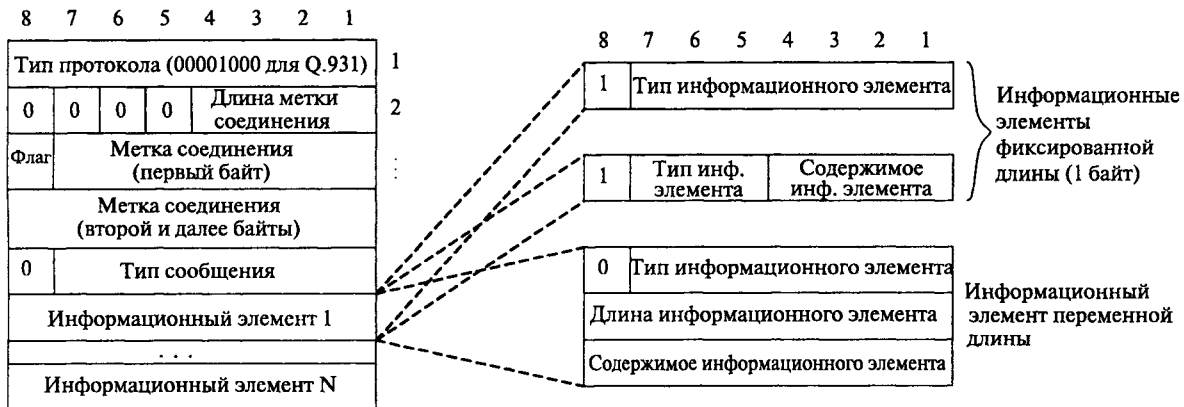 8 7 6 5 4 3 2 1
Тип протокола (00001000 для Q.931) 1
0 0 0 0 Длина метки
соединения 2
Флаг Метка соединения
(первый байт)
⋮
Метка соединения
(второй и далее байты)
0 Тип сообщения
Информационный элемент 1
. . .
Информационный элемент N
8 7 6 5 4 3 2 1
1 Тип информационного элемента
1 Тип инф.
элемента
Содержимое
инф. элемента
Информационные
элементы
фиксированной
длины (1 байт)
0 Тип информационного элемента
Длина информационного элемента
Содержимое информационного элемента
Информационный
элемент переменной
длины